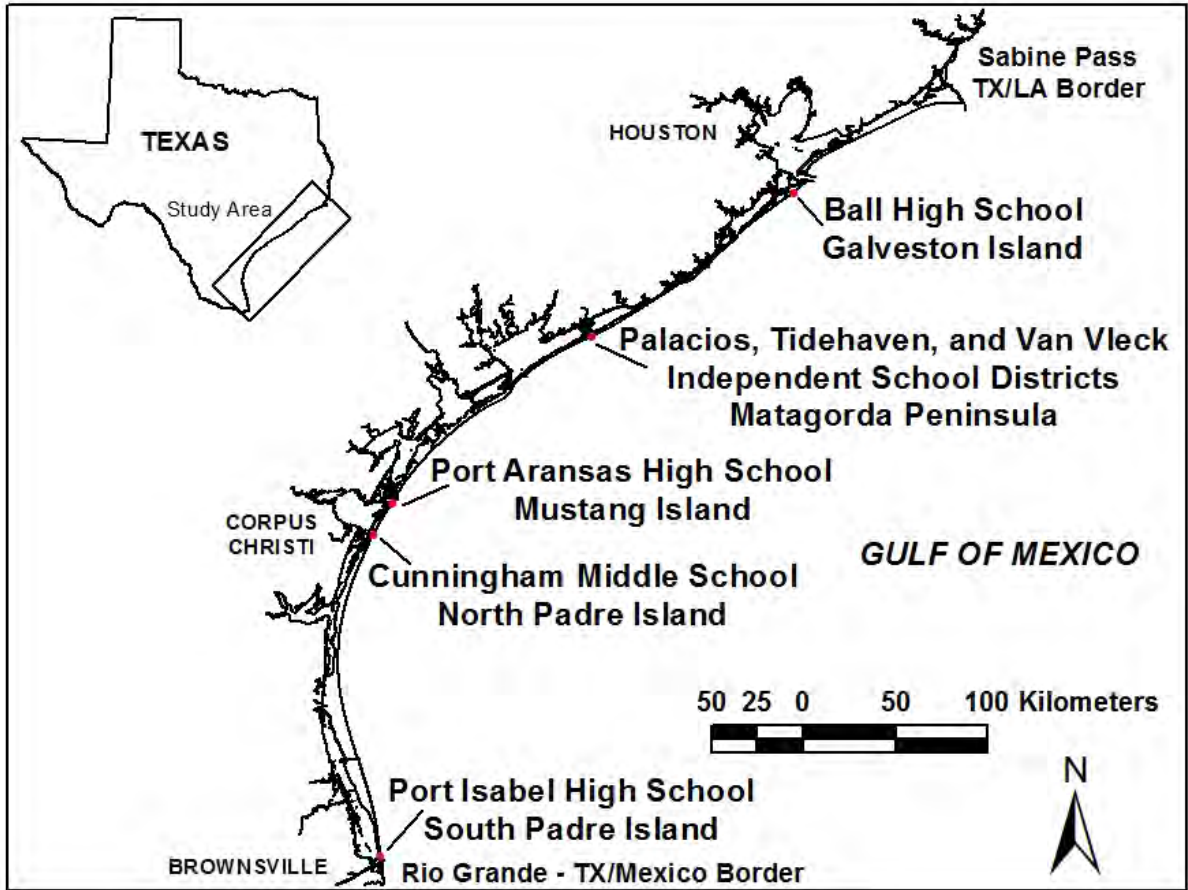 Sabine Pass
TX/LA Border
HOUSTON
TEXAS
Study Area
Ball High School
Galveston Island
Palacios, Tidehaven, and Van Vleck
Independent School Districts
Matagorda Peninsula
Port Aransas High School
Mustang Island
CORPUS
CHRISTI
GULF OF MEXICO
Cunningham Middle School
North Padre Island
50 25 0 50 100 Kilometers
N
Port Isabel High School
South Padre Island
BROWNSVILLE
Rio Grande - TX/Mexico Border